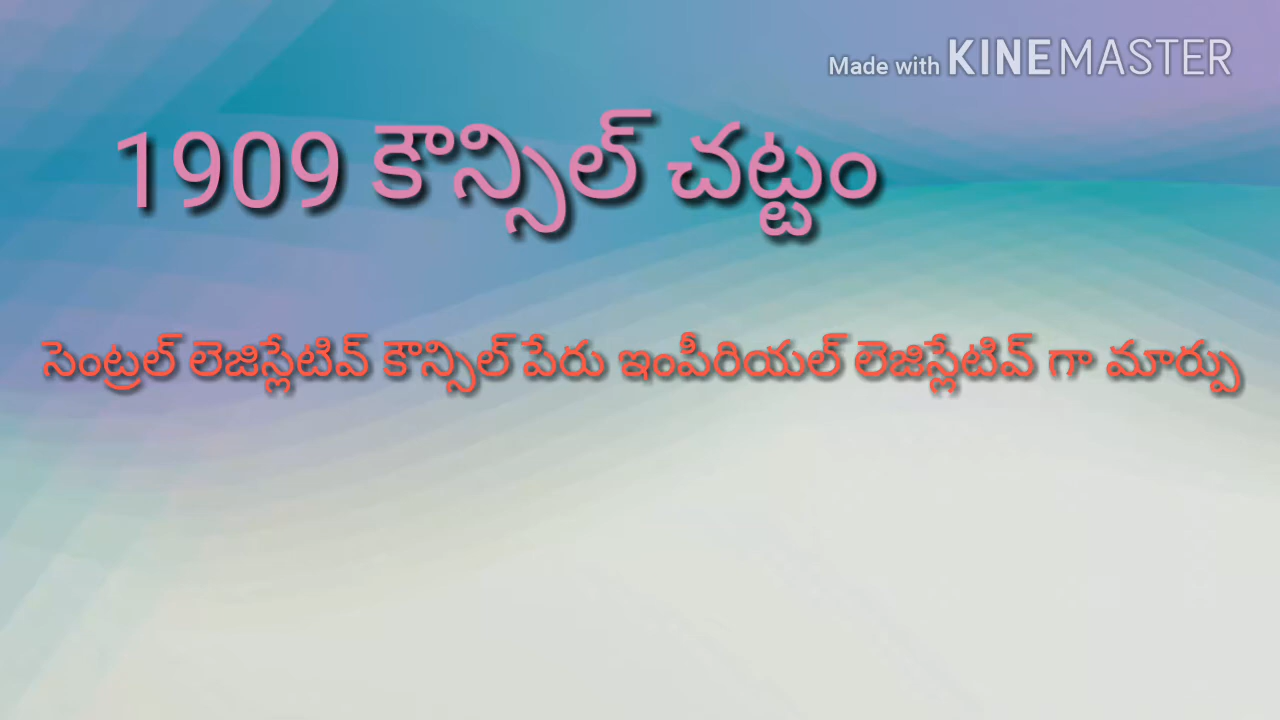 Made with KINEMASTER
1909 కౌన్సిల్ చట్టం
సెంట్రల్ లెజిస్లేటివ్ కౌన్సిల్ పేరు ఇంపీరియల్ లెజిస్లేటివ్ గా మార్పు